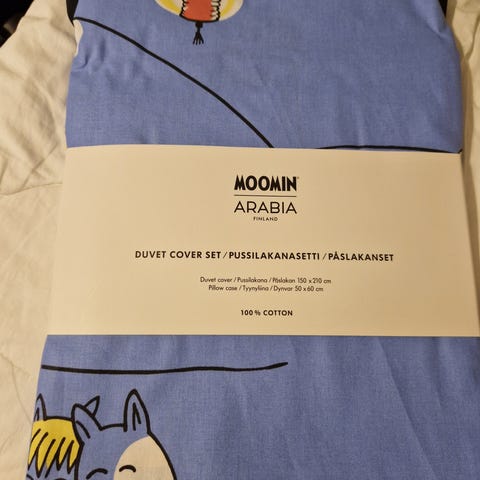 MOOMIN
ARABIA
FINLAND
DUVET COVER SET / PUSSILAKANASETTI / PÅSLAKANSET
Duvet cover / Pussilakana / Påslakan 150 x 210 cm
Pillow case / Tyynyliina / Dynvar 50 x 60 cm
100 % COTTON